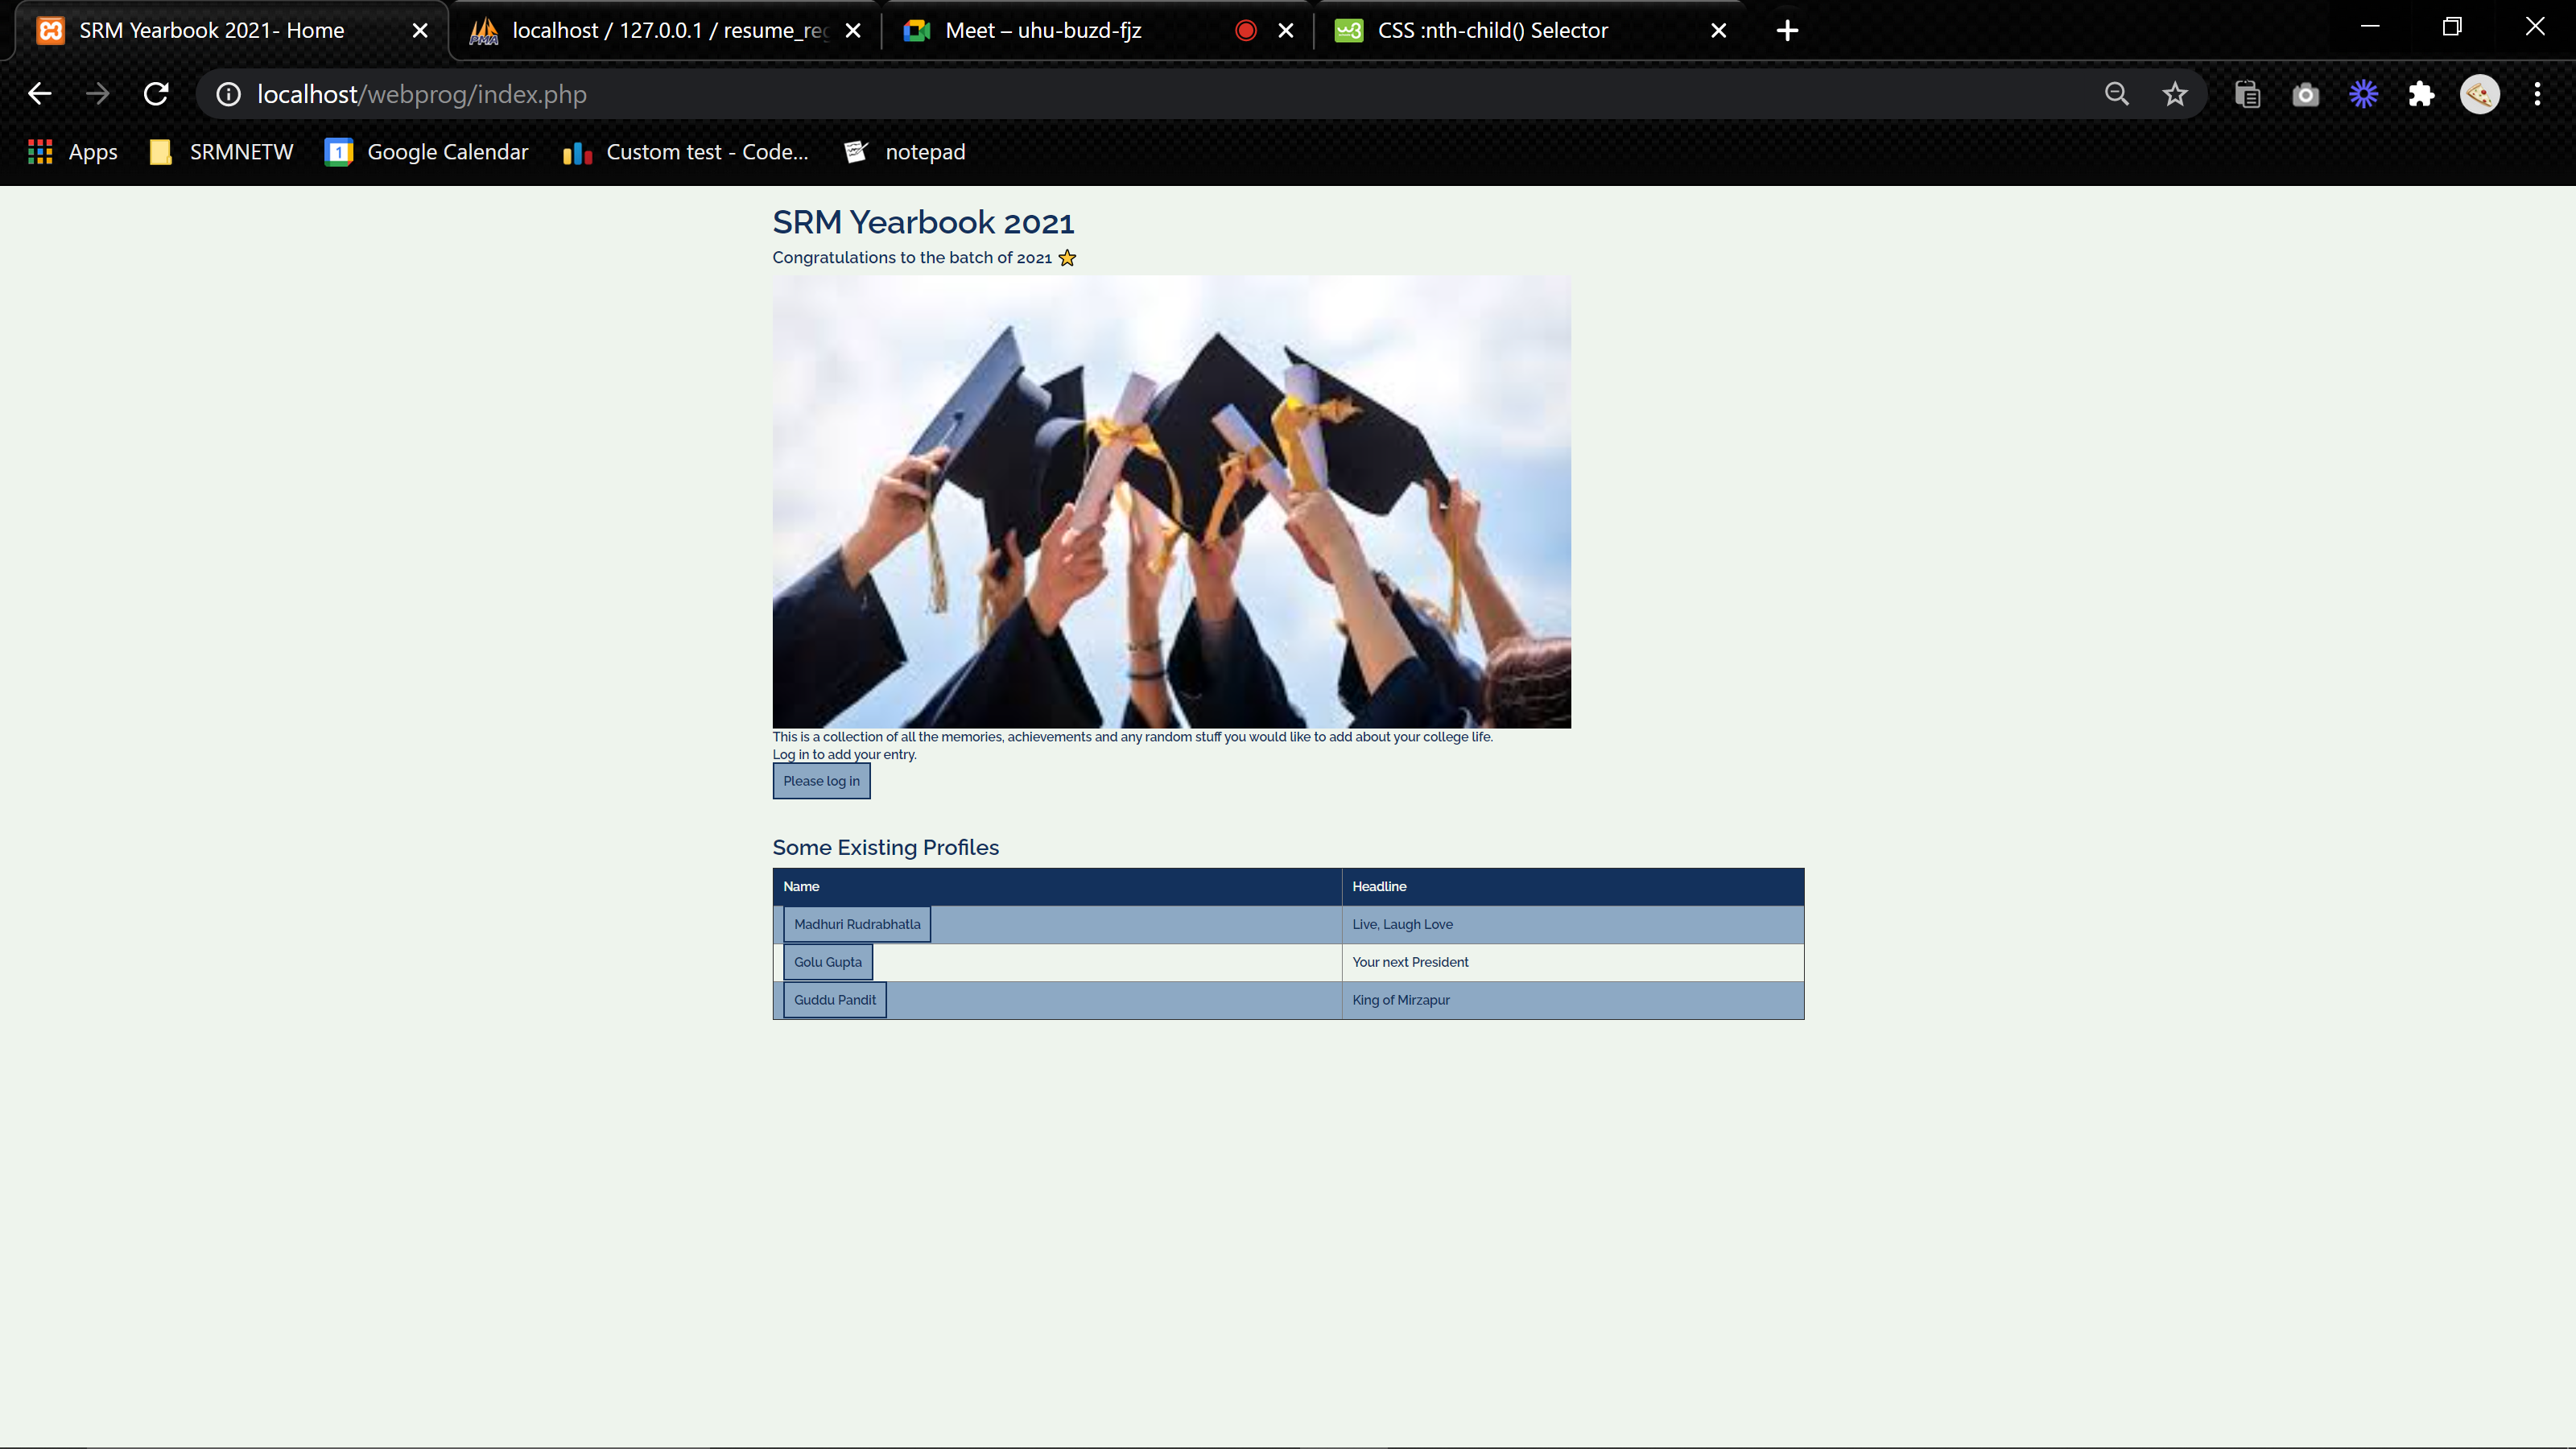 SRM Yearbook 2021- Home
localhost / 127.0.0.1 / resume_reg
Meet – uhu-buzd-fjz
CSS :nth-child() Selector
localhost/webprog/index.php
Apps
SRMNETW
Google Calendar
Custom test - Code...
notepad
SRM Yearbook 2021
Congratulations to the batch of 2021 ⭐
This is a collection of all the memories, achievements and any random stuff you would like to add about your college life.
Log in to add your entry.
Please log in
Some Existing Profiles
Name Headline
Madhuri Rudrabhatla Live, Laugh Love
Golu Gupta Your next President
Guddu Pandit King of Mirzapur